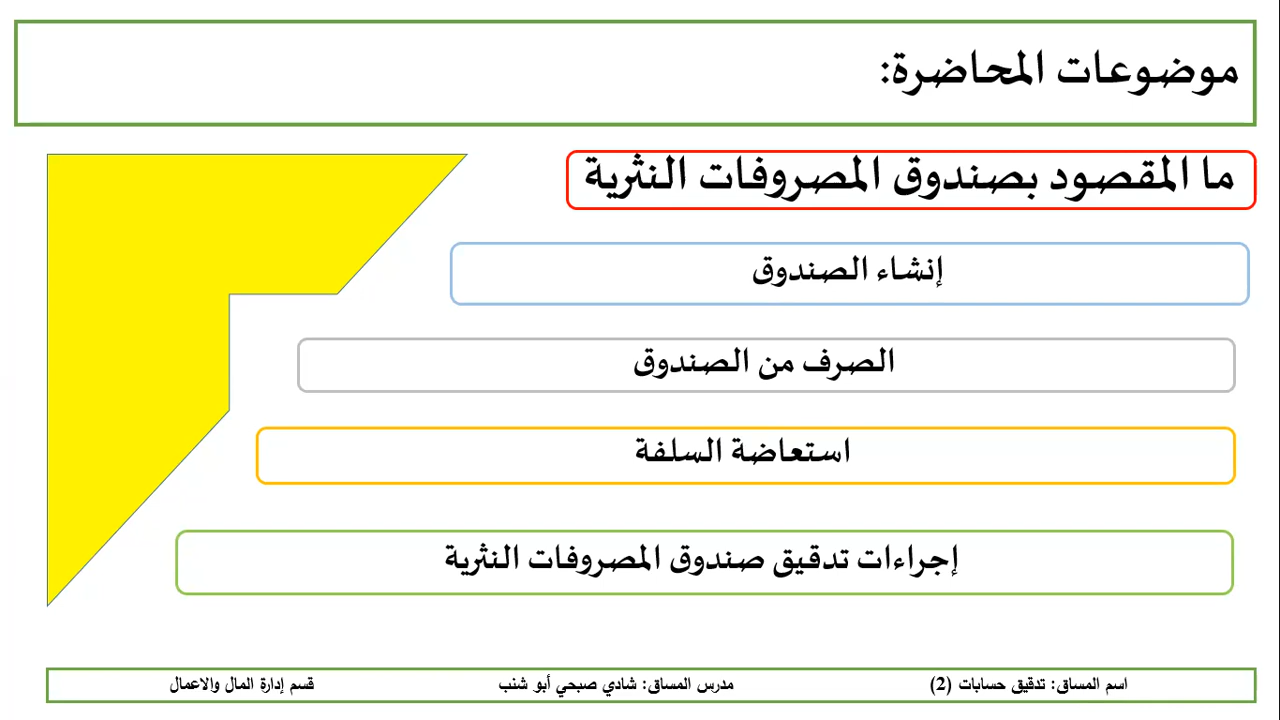 موضوعات المحاضرة:
ما المقصود بصندوق المصروفات النثرية
إنشاء الصندوق
الصرف من الصندوق
استعاضة السلفة
إجراءات تدقيق صندوق المصروفات النثرية
اسم المساق: تدقيق حسابات (2) مدرس المساق: شادي صبحي أبو شنب قسم إدارة المال والاعمال